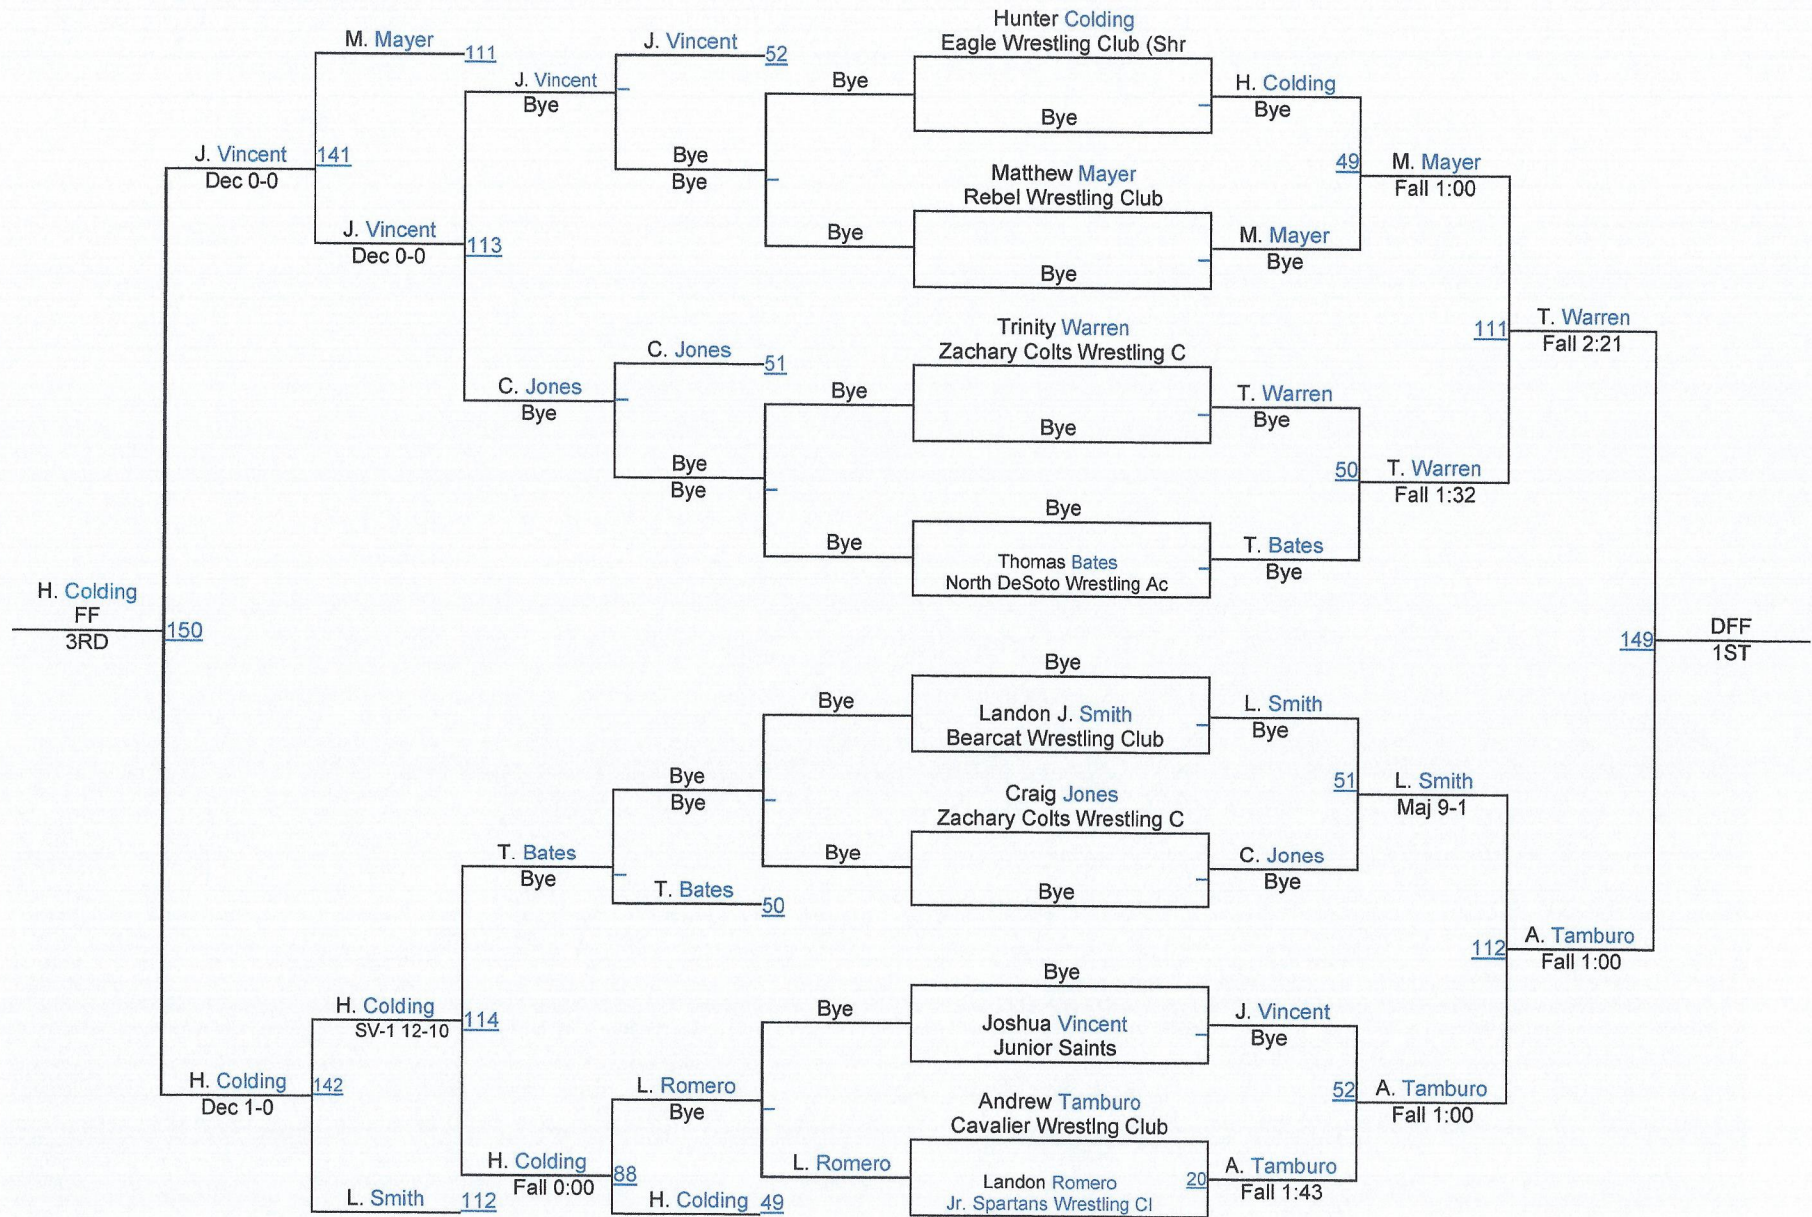 Hunter Colding
Eagle Wrestling Club (Shr
Bye
Matthew Mayer
Rebel Wrestling Club
Bye
Trinity Warren
Zachary Colts Wrestling C
Bye
Bye
Thomas Bates
North DeSoto Wrestling Ac
Bye
Landon J. Smith
Bearcat Wrestling Club
Craig Jones
Zachary Colts Wrestling C
Bye
Bye
Joshua Vincent
Junior Saints
Andrew Tamburo
Cavalier Wrestlng Club
Landon Romero
Jr. Spartans Wrestling Cl
20
H. Colding
Bye
49
M. Mayer
Bye
T. Warren
Bye
50
T. Bates
Bye
L. Smith
Bye
51
C. Jones
Bye
J. Vincent
Bye
52
A. Tamburo
Fall 1:43
M. Mayer
Fall 1:00
111
T. Warren
Fall 1:32
L. Smith
Maj 9-1
112
A. Tamburo
Fall 1:00
T. Warren
Fall 2:21
149
A. Tamburo
Fall 1:00
DFF
1ST
Bye
Bye
Bye
Bye
Bye
Bye
Bye
L. Romero
J. Vincent
52
Bye
Bye
C. Jones
51
Bye
Bye
Bye
Bye
T. Bates
50
L. Romero
Bye
H. Colding
49
J. Vincent
Bye
C. Jones
Bye
T. Bates
Bye
H. Colding
Fall 0:00
88
M. Mayer
111
J. Vincent
Dec 0-0
113
H. Colding
SV-1 12-10
114
L. Smith
112
J. Vincent
Dec 0-0
141
H. Colding
Dec 1-0
142
H. Colding
FF
3RD
150